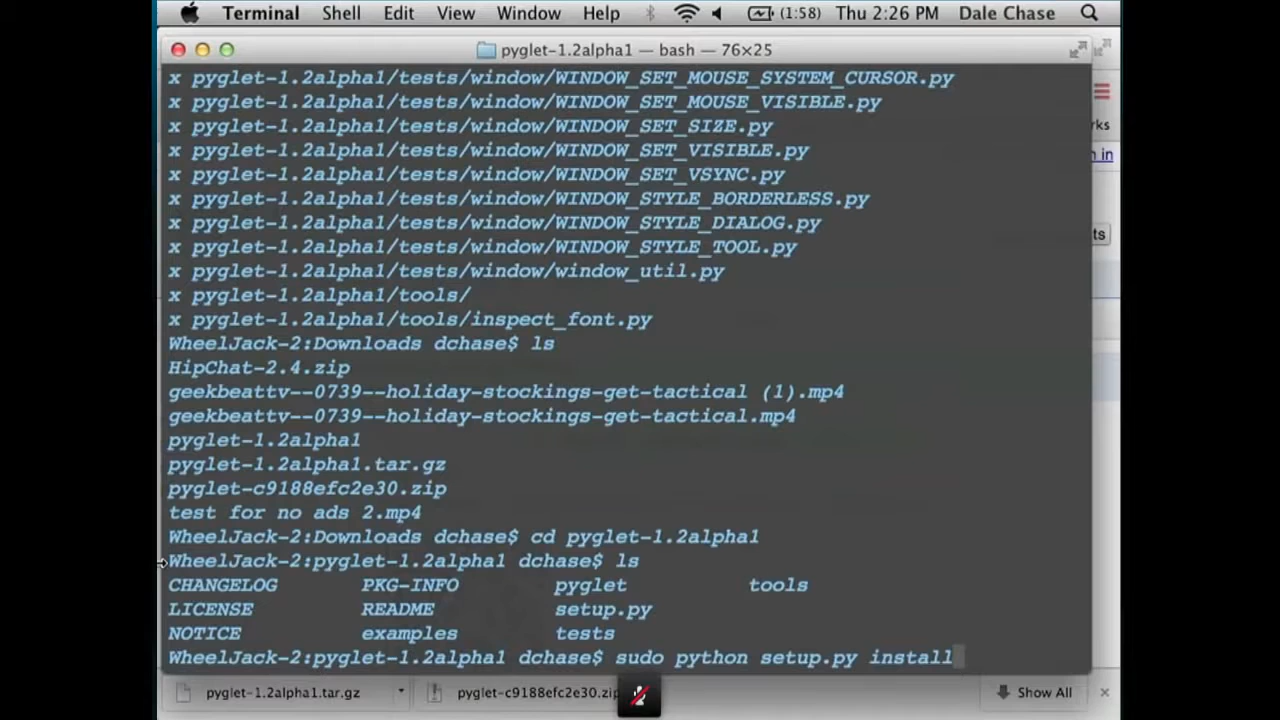 Terminal Shell Edit View Window Help (1:58) Thu 2:26 PM Dale Chase
pyglet-1.2alpha1 — bash — 76×25
x pyglet-1.2alpha1/tests/window/WINDOW_SET_MOUSE_SYSTEM_CURSOR.py
x pyglet-1.2alpha1/tests/window/WINDOW_SET_MOUSE_VISIBLE.py
x pyglet-1.2alpha1/tests/window/WINDOW_SET_SIZE.py
x pyglet-1.2alpha1/tests/window/WINDOW_SET_VISIBLE.py
x pyglet-1.2alpha1/tests/window/WINDOW_SET_VSYNC.py
x pyglet-1.2alpha1/tests/window/WINDOW_STYLE_BORDERLESS.py
x pyglet-1.2alpha1/tests/window/WINDOW_STYLE_DIALOG.py
x pyglet-1.2alpha1/tests/window/WINDOW_STYLE_TOOL.py
x pyglet-1.2alpha1/tests/window/window_util.py
x pyglet-1.2alpha1/tools/
x pyglet-1.2alpha1/tools/inspect_font.py
WheelJack-2:Downloads dchase$ ls
HipChat-2.4.zip
geekbeattv--0739--holiday-stockings-get-tactical (1).mp4
geekbeattv--0739--holiday-stockings-get-tactical.mp4
pyglet-1.2alpha1
pyglet-1.2alpha1.tar.gz
pyglet-c9188efc2e30.zip
test for no ads 2.mp4
WheelJack-2:Downloads dchase$ cd pyglet-1.2alpha1
WheelJack-2:pyglet-1.2alpha1 dchase$ ls
CHANGELOG PKG-INFO pyglet tools
LICENSE README setup.py
NOTICE examples tests
WheelJack-2:pyglet-1.2alpha1 dchase$ sudo python setup.py install
pyglet-1.2alpha1.tar.gz pyglet-c9188efc2e30.zip Show All